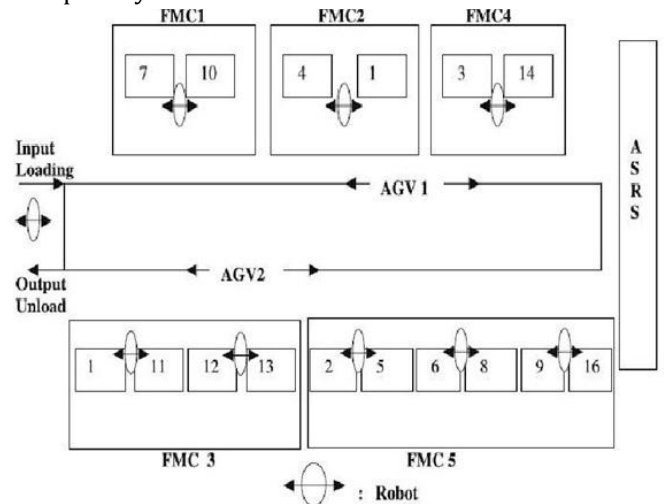 FMC1
FMC2
FMC4
7
10
4
1
3
14
Input
Loading
A
S
R
S
AGV 1
AGV2
Output
Unload
1
11
12
13
2
5
6
8
9
16
FMC 3
FMC 5
: Robot